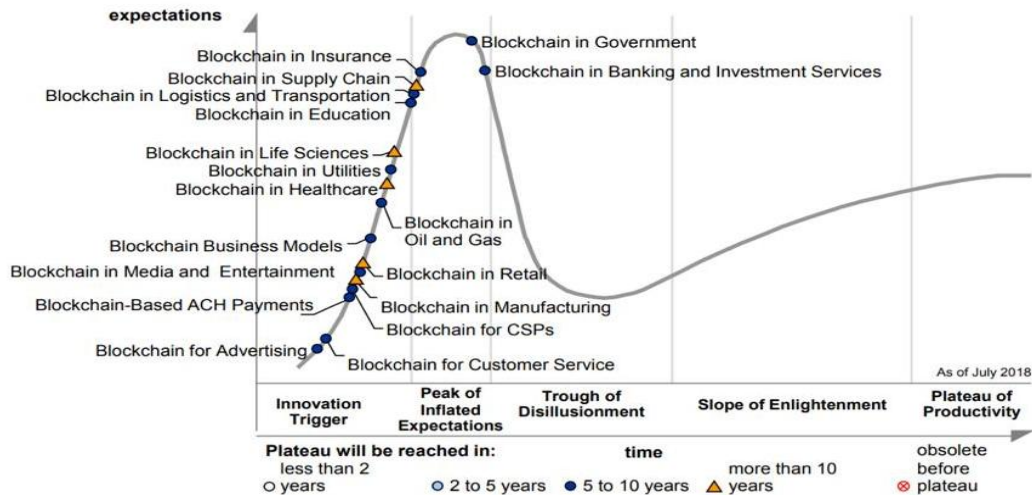 expectations
Blockchain in Government
Blockchain in Insurance
Blockchain in Banking and Investment Services
Blockchain in Supply Chain
Blockchain in Logistics and Transportation
Blockchain in Education
Blockchain in Life Sciences
Blockchain in Utilities
Blockchain in Healthcare
Blockchain in
Oil and Gas
Blockchain Business Models
Blockchain in Media and Entertainment
Blockchain in Retail
Blockchain-Based ACH Payments
Blockchain in Manufacturing
Blockchain for CSPs
Blockchain for Advertising
Blockchain for Customer Service
As of July 2018
Innovation
Trigger
Peak of
Inflated
Expectations
Trough of
Disillusionment
Slope of Enlightenment
Plateau of
Productivity
time
Plateau will be reached in:
less than 2
years
2 to 5 years
5 to 10 years
more than 10
years
obsolete
before
plateau